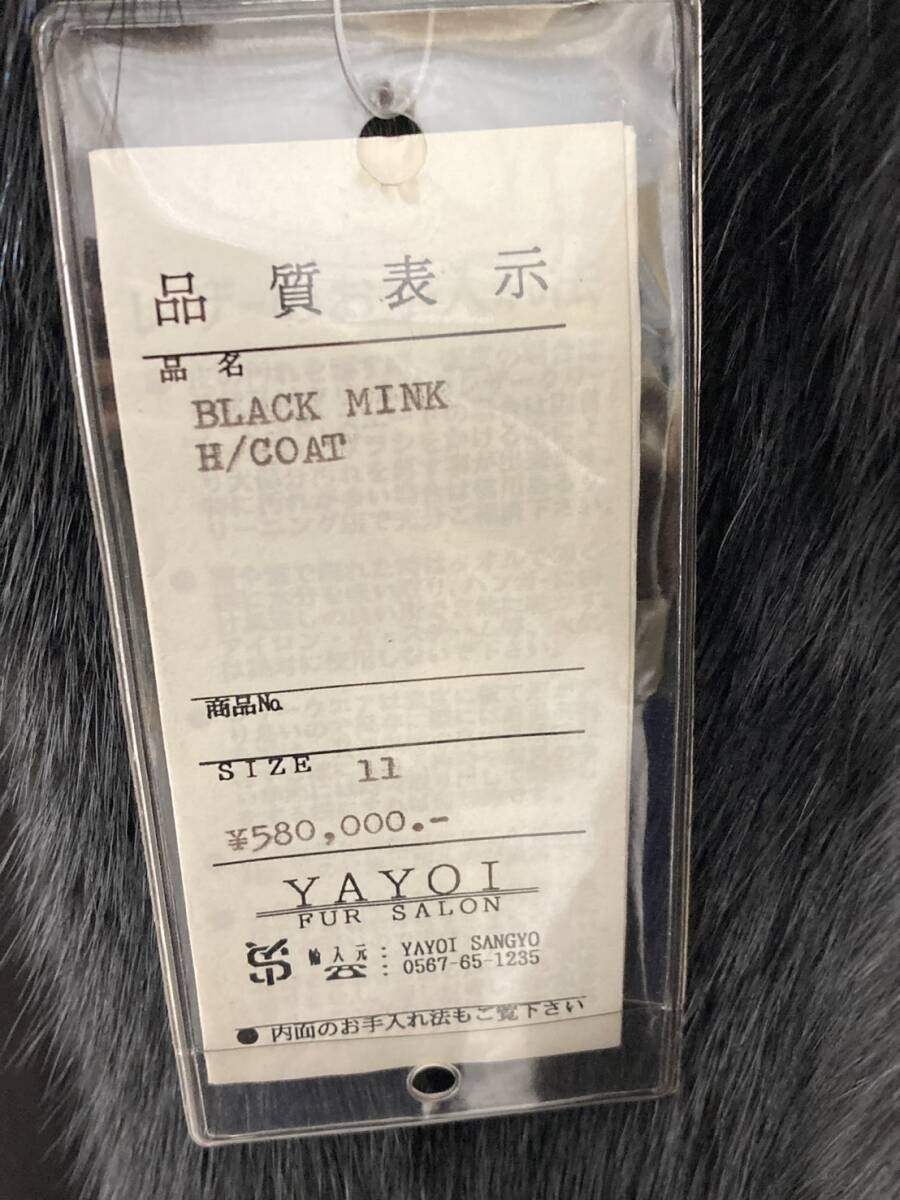 品質表示
品名
BLACK MINK
H/COAT
商品No.
SIZE 11
¥580,000.-
YAYOI
FUR SALON
輸入元: YAYOI SANGYO
☎: 0567-65-1235
●内面のお手入れ法もご覧下さい